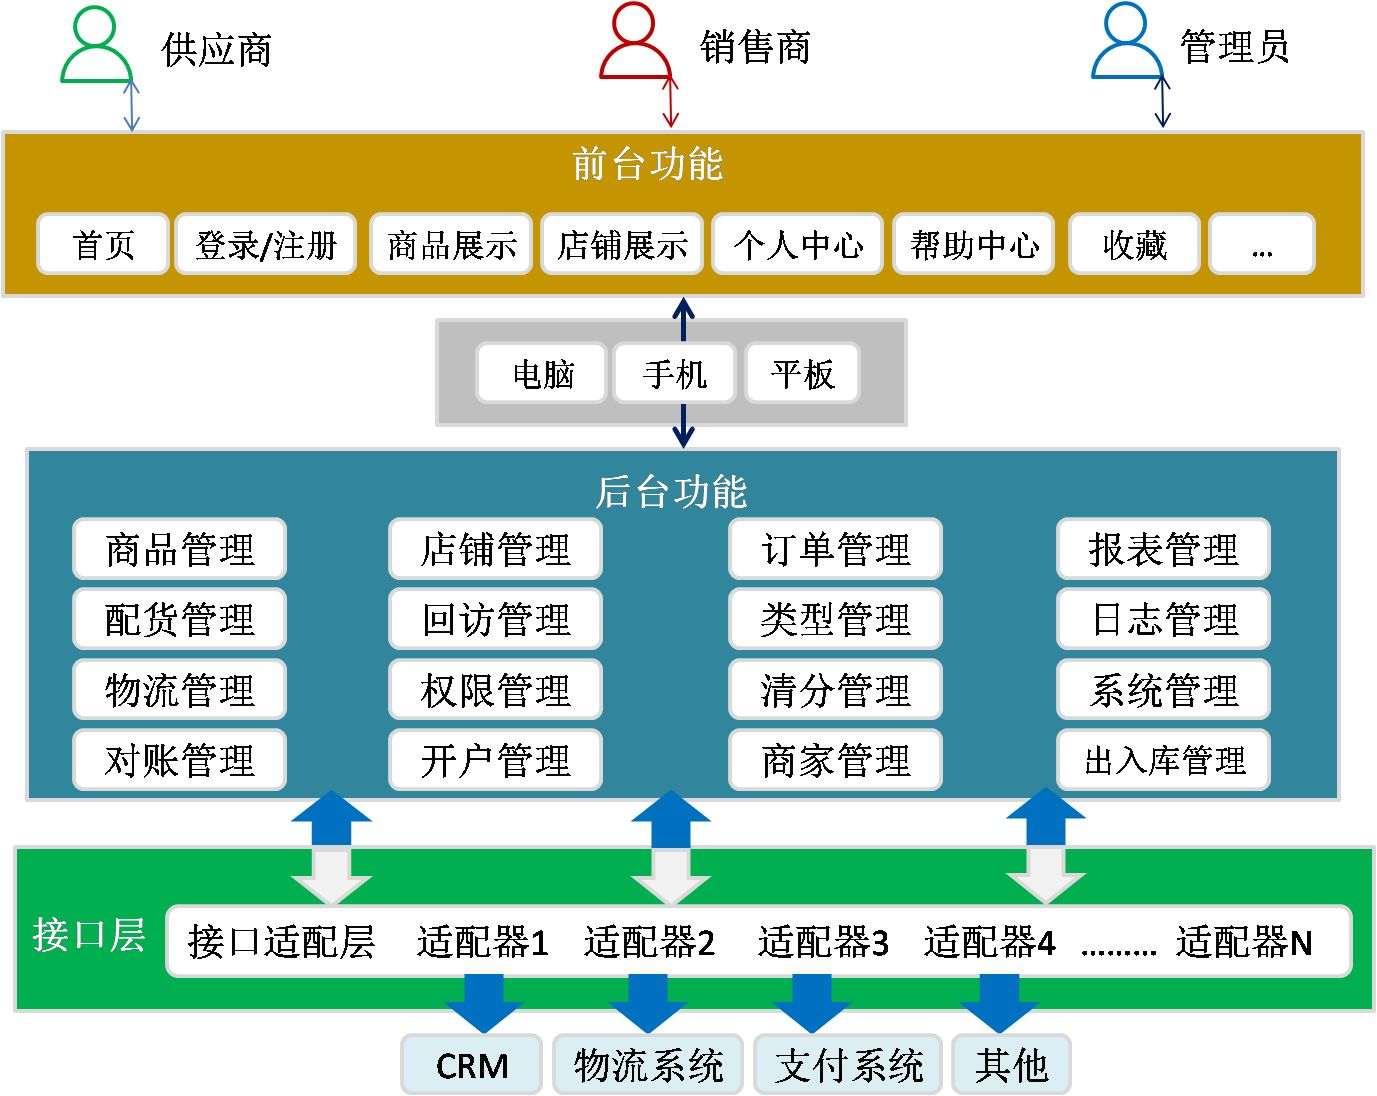 供应商 销售商 管理员
前台功能
首页 登录/注册 商品展示 店铺展示 个人中心 帮助中心 收藏 ...
电脑 手机 平板
后台功能
商品管理 店铺管理 订单管理 报表管理
配货管理 回访管理 类型管理 日志管理
物流管理 权限管理 清分管理 系统管理
对账管理 开户管理 商家管理 出入库管理
接口层
接口适配层 适配器1 适配器2 适配器3 适配器4 ......... 适配器N
CRM 物流系统 支付系统 其他